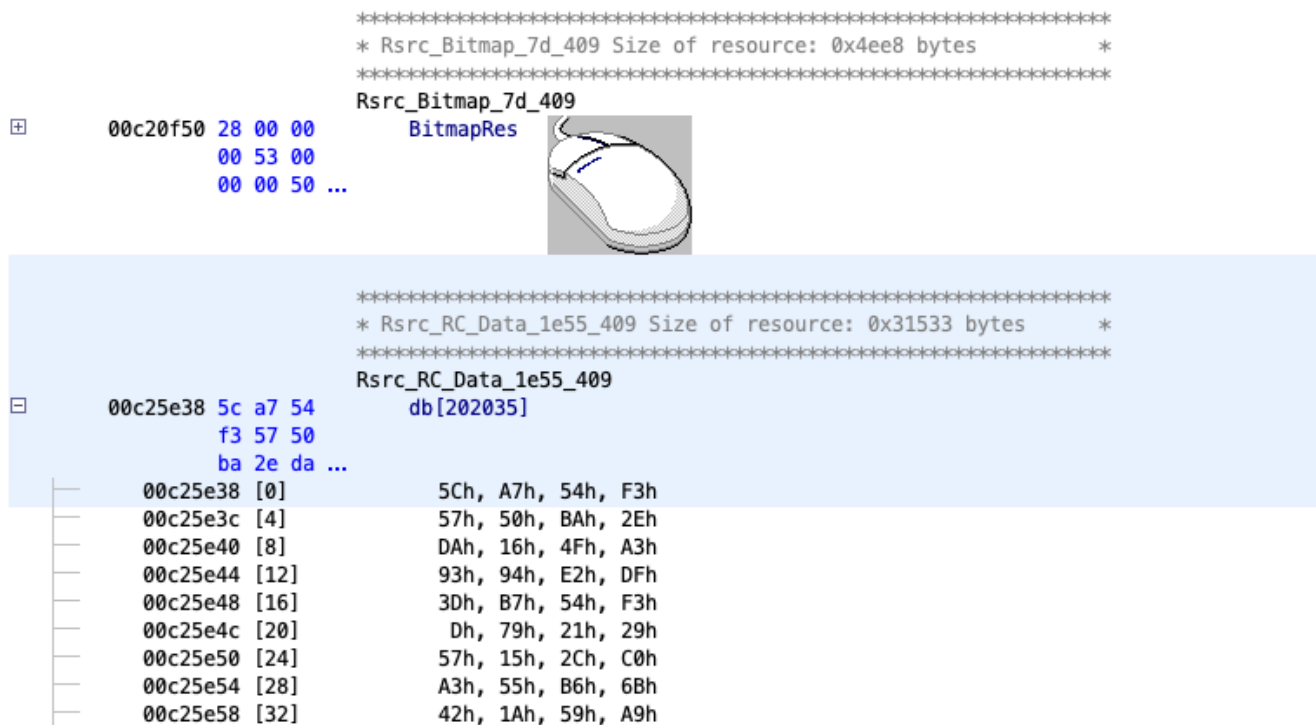 **************************************************************
* Rsrc_Bitmap_7d_409 Size of resource: 0x4ee8 bytes *
**************************************************************
Rsrc_Bitmap_7d_409
00c20f50 28 00 00 BitmapRes
00 53 00
00 00 50 ...
**************************************************************
* Rsrc_RC_Data_1e55_409 Size of resource: 0x31533 bytes *
**************************************************************
Rsrc_RC_Data_1e55_409
00c25e38 5c a7 54 db[202035]
f3 57 50
ba 2e da ...
00c25e38 [0] 5Ch, A7h, 54h, F3h
00c25e3c [4] 57h, 50h, BAh, 2Eh
00c25e40 [8] DAh, 16h, 4Fh, A3h
00c25e44 [12] 93h, 94h, E2h, DFh
00c25e48 [16] 3Dh, B7h, 54h, F3h
00c25e4c [20] Dh, 79h, 21h, 29h
00c25e50 [24] 57h, 15h, 2Ch, C0h
00c25e54 [28] A3h, 55h, B6h, 6Bh
00c25e58 [32] 42h, 1Ah, 59h, A9h